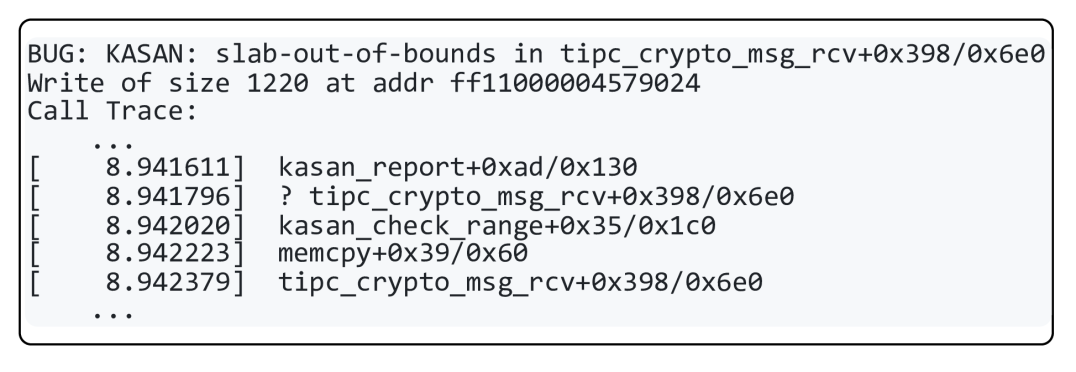 BUG: KASAN: slab-out-of-bounds in tipc_crypto_msg_rcv+0x398/0x6e0
Write of size 1220 at addr ff11000004579024
Call Trace:
    ...
[    8.941611]  kasan_report+0xad/0x130
[    8.941796]  ? tipc_crypto_msg_rcv+0x398/0x6e0
[    8.942020]  kasan_check_range+0x35/0x1c0
[    8.942223]  memcpy+0x39/0x60
[    8.942379]  tipc_crypto_msg_rcv+0x398/0x6e0
    ...